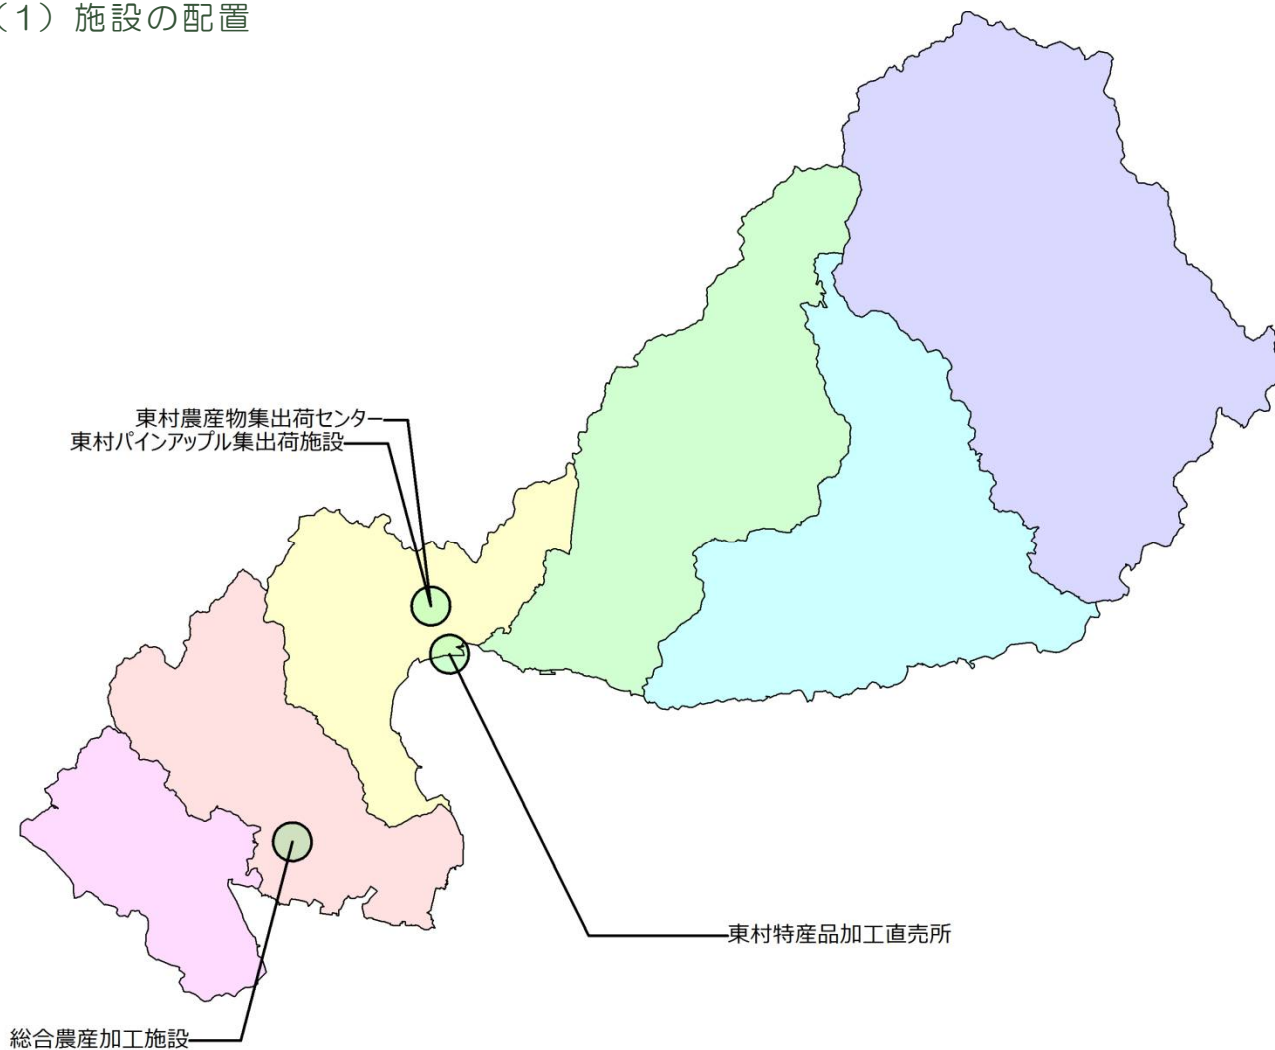 （1）施設の配置
東村農産物集出荷センター
東村パインアップル集出荷施設
東村特産品加工直売所
総合農産加工施設